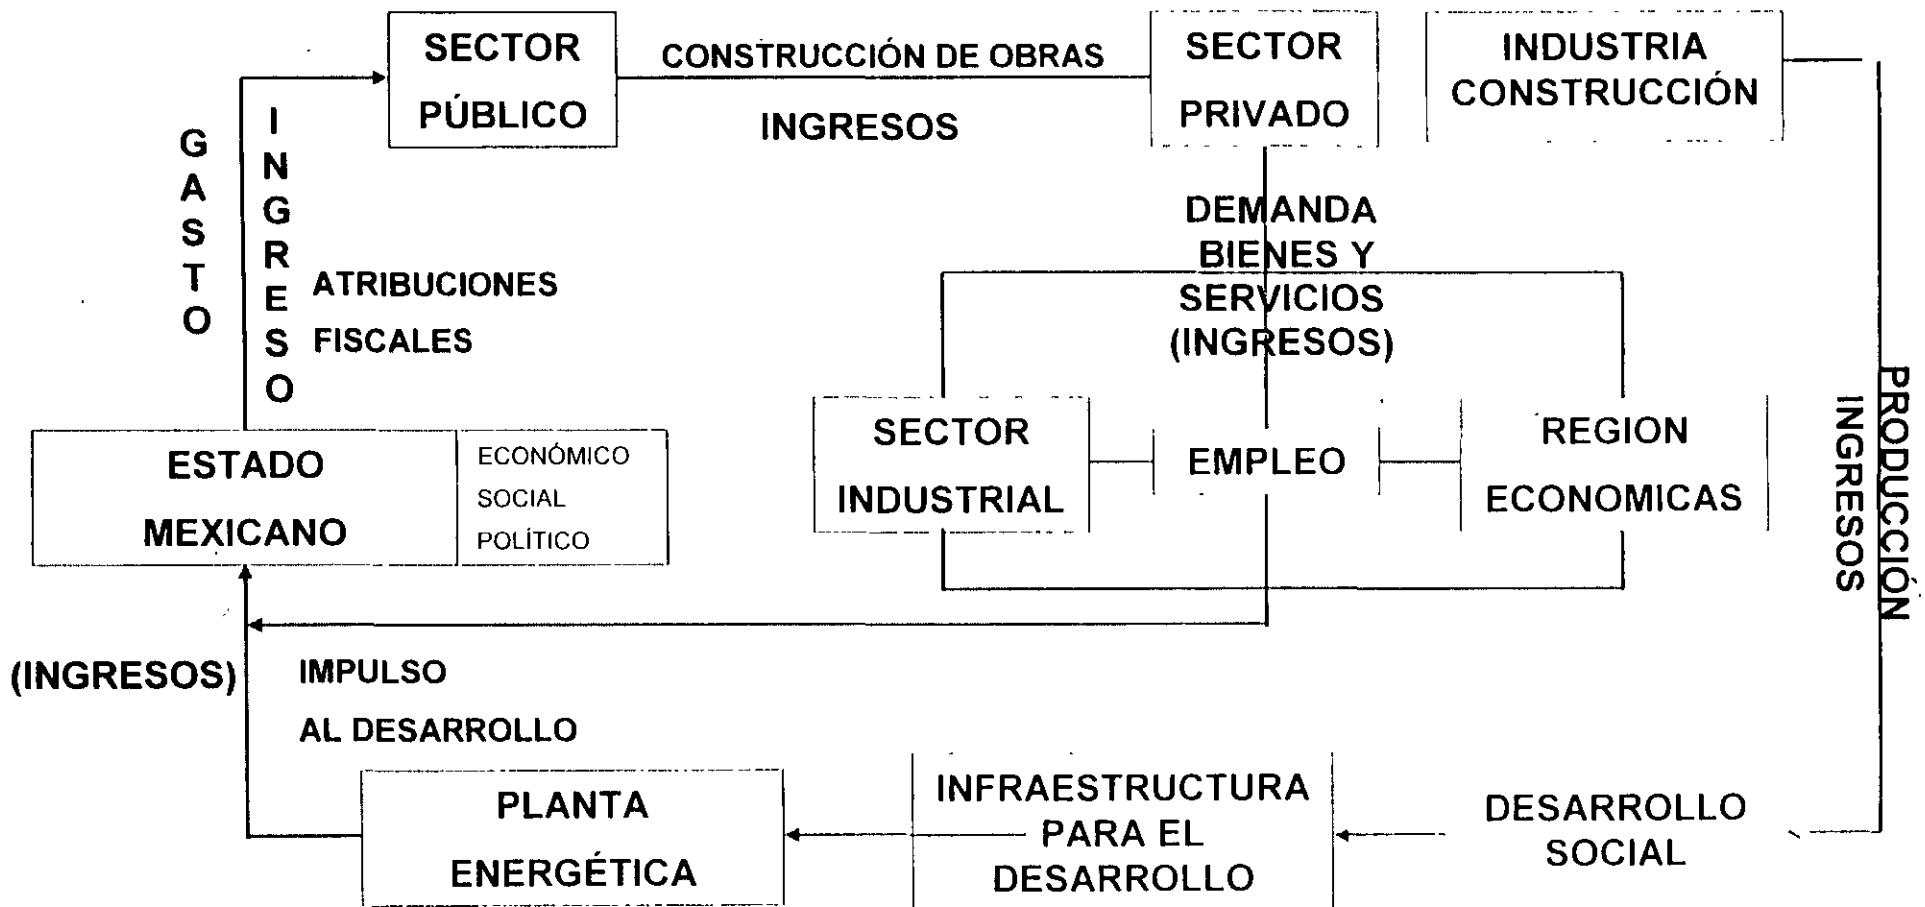 SECTOR
PÚBLICO
CONSTRUCCIÓN DE OBRAS
INGRESOS
SECTOR
PRIVADO
INDUSTRIA
CONSTRUCCIÓN
GASTO
INGRESO
ATRIBUCIONES
FISCALES
DEMANDA
BIENES Y
SERVICIOS
(INGRESOS)
ESTADO
MEXICANO
ECONÓMICO
SOCIAL
POLÍTICO
SECTOR
INDUSTRIAL
EMPLEO
REGION
ECONOMICAS
PRODUCCIÓN
INGRESOS
(INGRESOS)
IMPULSO
AL DESARROLLO
PLANTA
ENERGÉTICA
INFRAESTRUCTURA
PARA EL
DESARROLLO
DESARROLLO
SOCIAL